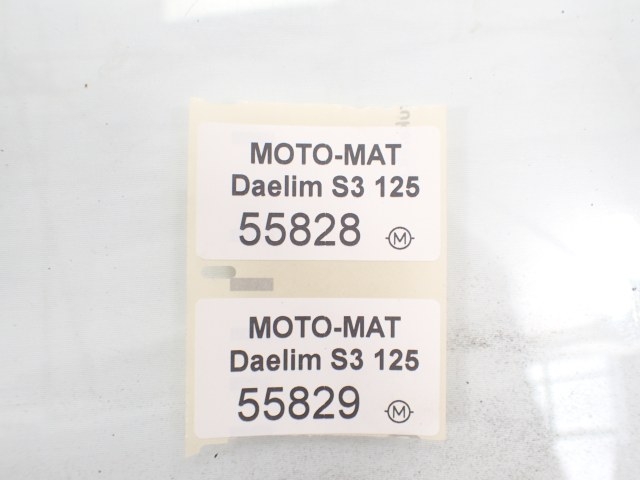 MOTO-MAT
Daelim S3 125
55828 M
MOTO-MAT
Daelim S3 125
55829 M